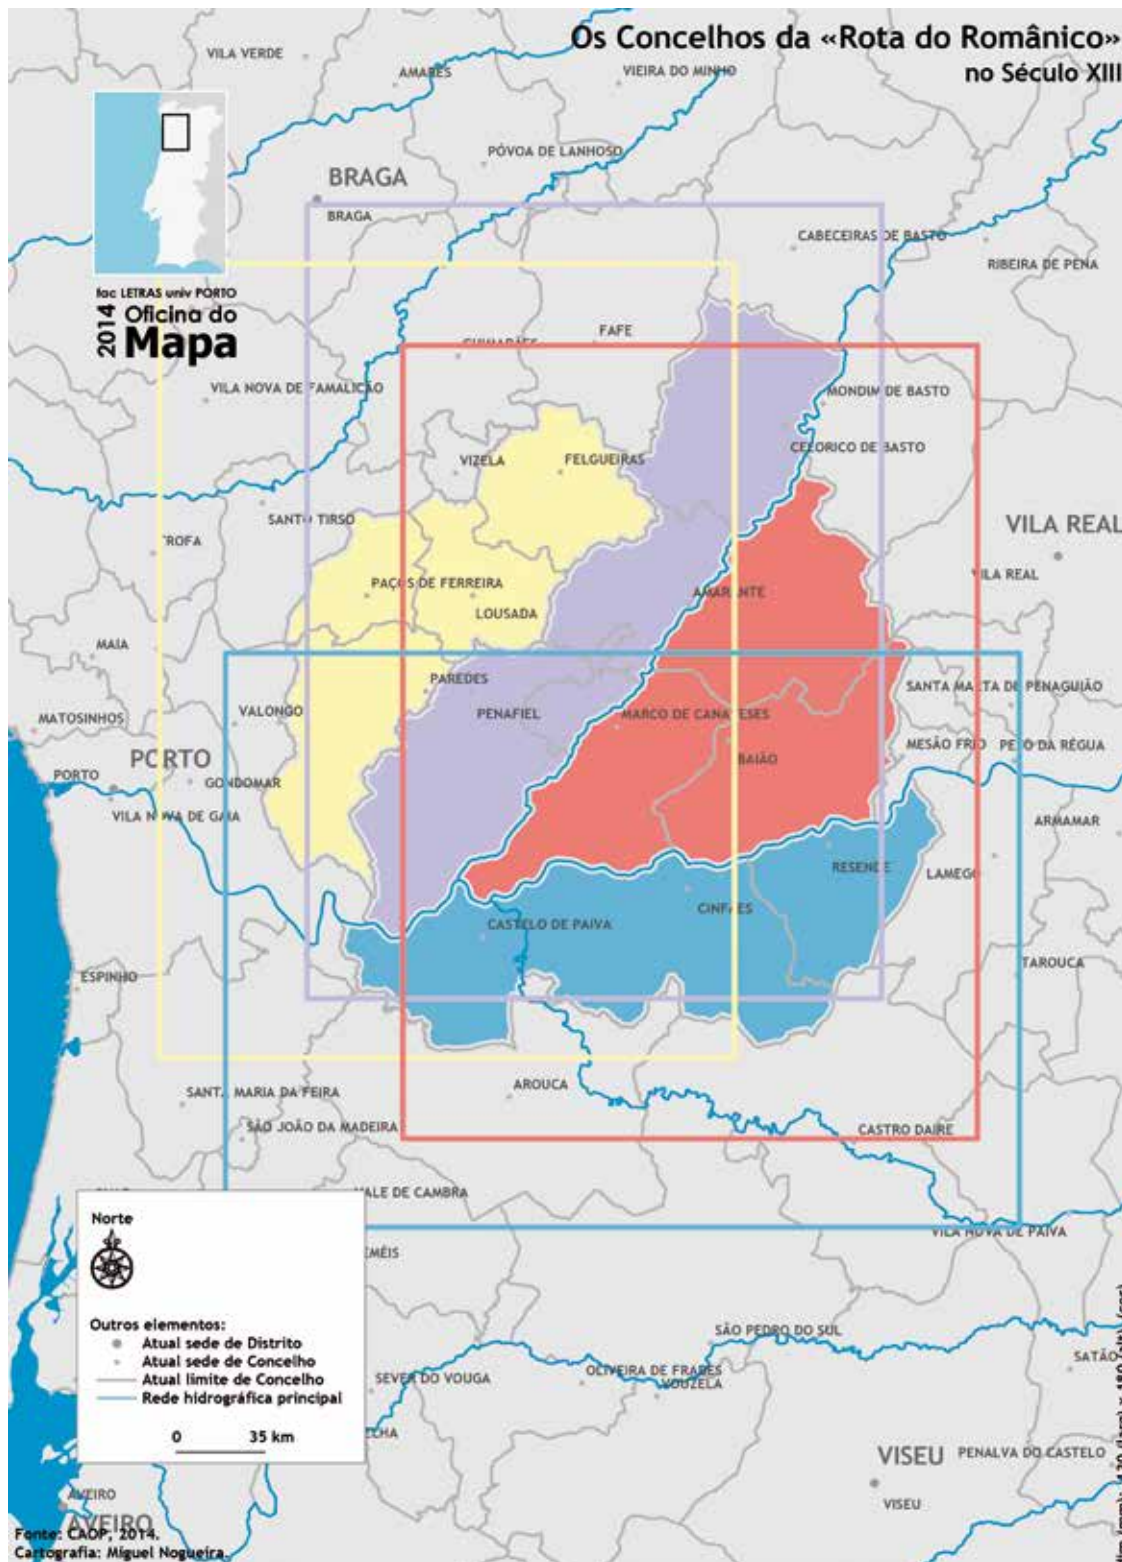 Os Concelhos da «Rota do Românico»
no Século XIII
VILA VERDE
AMARES
VIEIRA DO MINHO
PÓVOA DE LANHOSO
BRAGA
BRAGA
CABECEIRAS DE BASTO
RIBEIRA DE PENA
fac LETRAS univ PORTO
2014 Oficina do
Mapa
FAFE
GUIMARÃES
VILA NOVA DE FAMALICÃO
MONDIM DE BASTO
CELORICO DE BASTO
VIZELA
FELGUEIRAS
SANTO TIRSO
VILA REAL
TROFA
VILA REAL
PAÇOS DE FERREIRA
AMARANTE
LOUSADA
MAIA
PAREDES
SANTA MARTA DE PENAGUIÃO
MATOSINHOS
VALONGO
PENAFIEL
MARCO DE CANAVESES
MESÃO FRIO
PESO DA RÉGUA
PORTO
BAIÃO
PORTO
GONDOMAR
VILA NOVA DE GAIA
ARMAMAR
RESENDE
LAMEGO
CINFÃES
CASTELO DE PAIVA
ESPINHO
TAROUCA
AROUCA
SANTA MARIA DA FEIRA
SÃO JOÃO DA MADEIRA
CASTRO DAIRE
VALE DE CAMBRA
VILA NOVA DE PAIVA
Norte
EMÉIS
Outros elementos:
Atual sede de Distrito
Atual sede de Concelho
Atual limite de Concelho
Rede hidrográfica principal
0 35 km
SÃO PEDRO DO SUL
SATÃO
SEVER DO VOUGA
OLIVEIRA DE FRADES
VOUZELA
VISEU
PENALVA DO CASTELO
VISEU
AVEIRO
AVEIRO
Fonte: CAOP, 2014.
Cartografia: Miguel Nogueira.